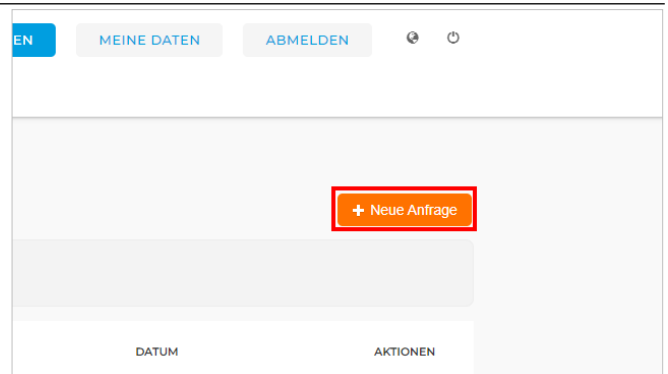 EN MEINE DATEN ABMELDEN
+ Neue Anfrage
DATUM AKTIONEN